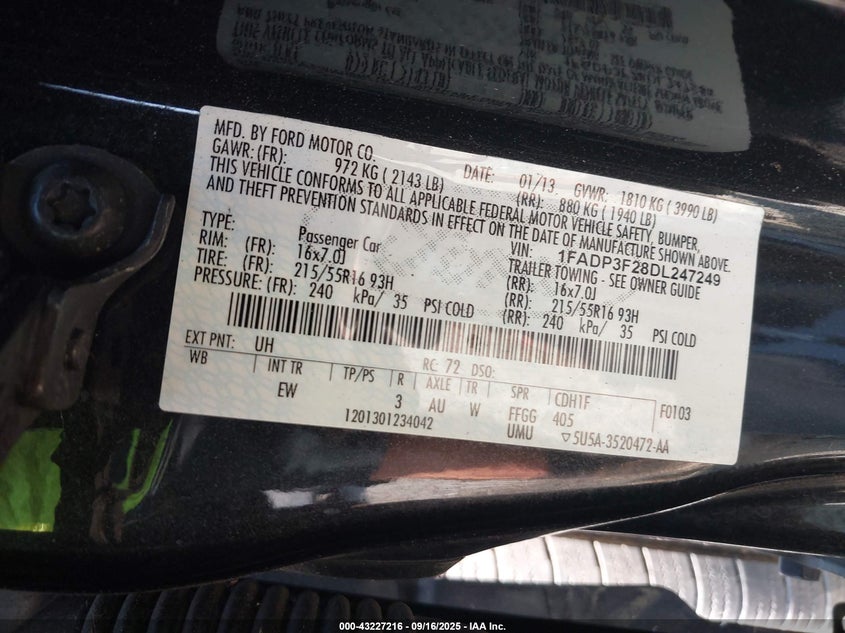 MFD. BY FORD MOTOR CO.
DATE: 01/13 GVWR: 1810 KG ( 3990 LB)
GAWR: (FR): 972 KG ( 2143 LB) (RR): 880 KG ( 1940 LB)
THIS VEHICLE CONFORMS TO ALL APPLICABLE FEDERAL MOTOR VEHICLE SAFETY, BUMPER,
AND THEFT PREVENTION STANDARDS IN EFFECT ON THE DATE OF MANUFACTURE SHOWN ABOVE.
VIN: 1FADP3F28DL247249
TYPE: Passenger Car TRAILER TOWING - SEE OWNER GUIDE
RIM: (FR): 16x7.0J (RR): 16x7.0J
TIRE: (FR): 215/55R16 93H (RR): 215/55R16 93H
PRESSURE: (FR): 240 kPa/ 35 PSI COLD (RR): 240 kPa/ 35 PSI COLD
EXT PNT: UH RC: 72 DSO:
WB INT TR TP/PS R AXLE TR SPR CDH1F F0103
EW 3 AU W FFGG 405
1201301234042 UMU ▽5U5A-3520472-AA
000-43227216 - 09/16/2025 - IAA Inc.